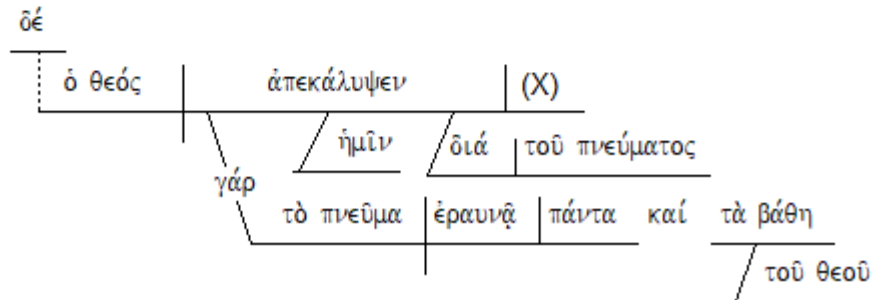 δέ
ὁ θεός ἀπεκάλυψεν (X)
ἡμῖν διά τοῦ πνεύματος
γάρ
τὸ πνεῦμα ἐραυνᾷ πάντα καί τὰ βάθη
τοῦ θεοῦ